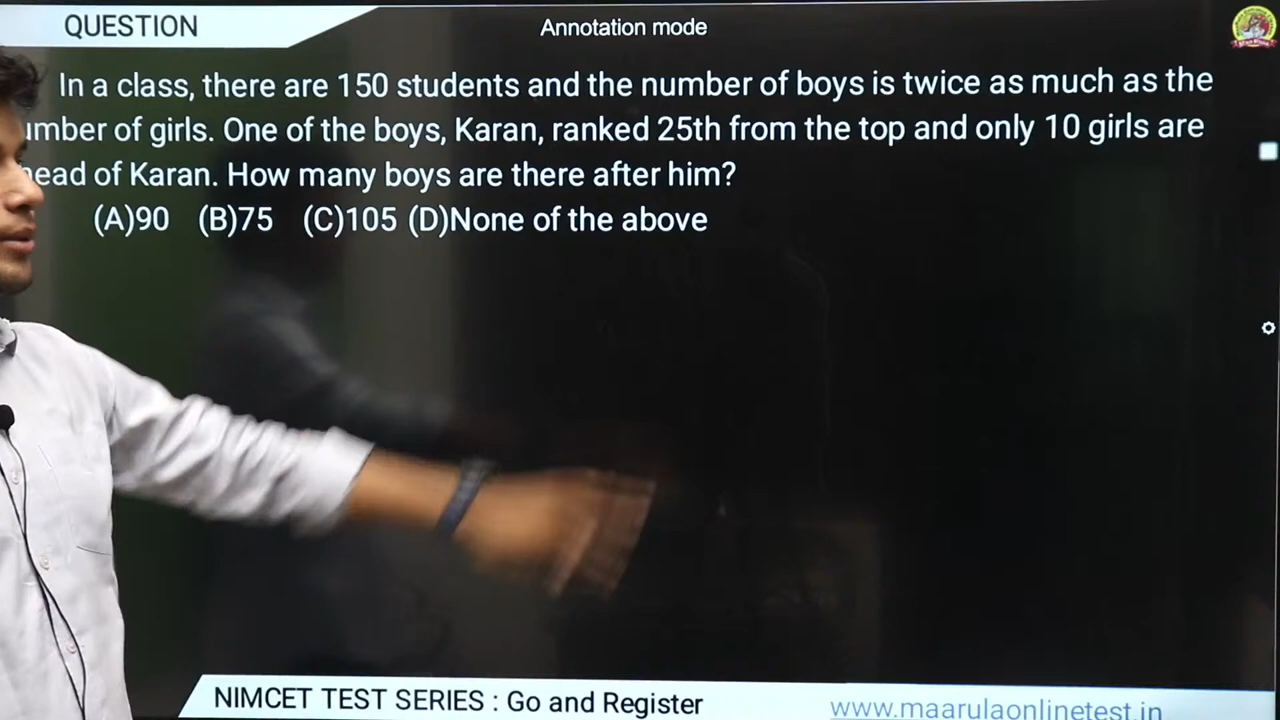 QUESTION
Annotation mode
In a class, there are 150 students and the number of boys is twice as much as the
of girls. One of the boys, Karan, ranked 25th from the top and only 10 girls are
of Karan. How many boys are there after him?
(A)90 (B)75 (C)105 (D)None of the above
NIMCET TEST SERIES : Go and Register
www.maarulaonlinetest.in